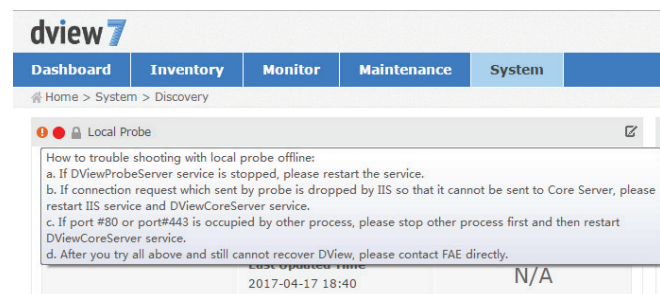 dview 7
Dashboard Inventory Monitor Maintenance System
Home > System > Discovery
Local Probe
How to trouble shooting with local probe offline:
a. If DViewProbeServer service is stopped, please restart the service.
b. If connection request which sent by probe is dropped by IIS so that it cannot be sent to Core Server, please
restart IIS service and DViewCoreServer service.
c. If port #80 or port#443 is occupied by other process, please stop other process first and then restart
DViewCoreServer service.
d. After you try all above and still cannot recover DView, please contact FAE directly.
Last Updated Time
2017-04-17 18:40
N/A